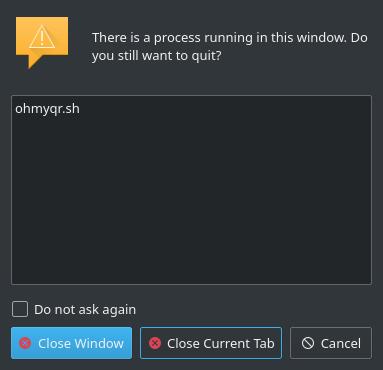 There is a process running in this window. Do
you still want to quit?
ohmyqr.sh
Do not ask again
Close Window
Close Current Tab
Cancel